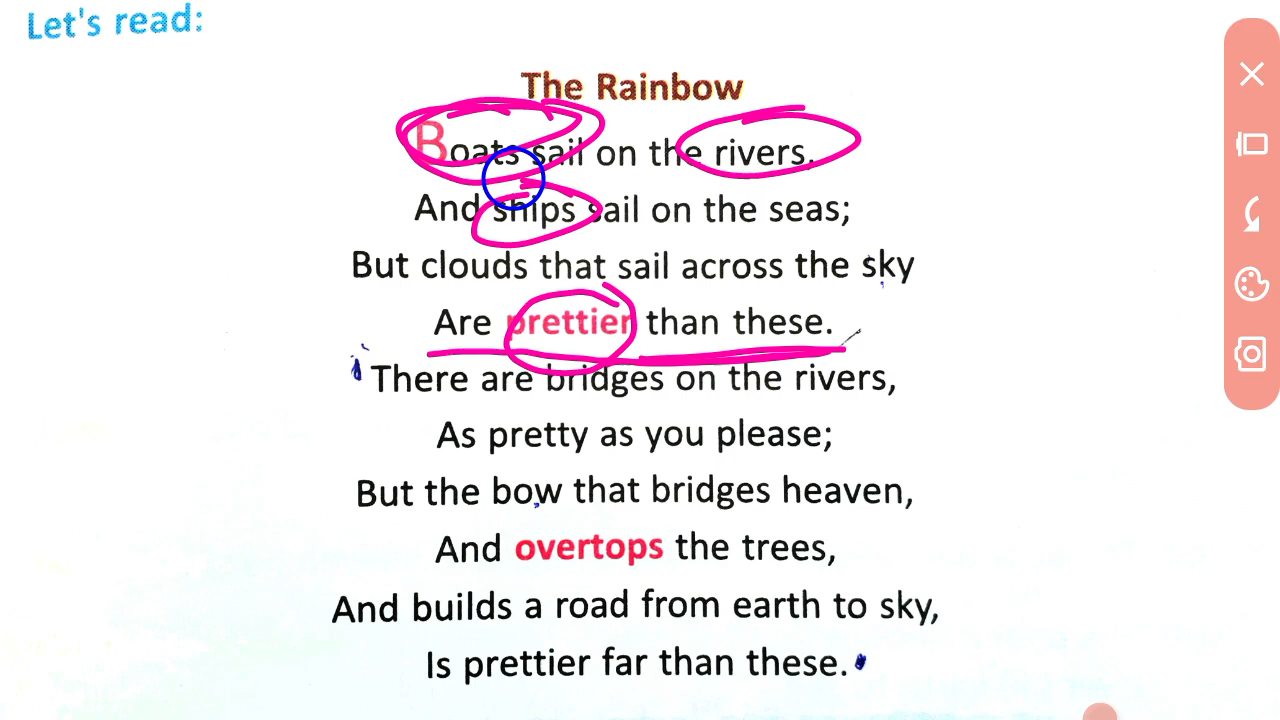 Let's read:
The Rainbow
Boats sail on the rivers.
And ships sail on the seas;
But clouds that sail across the sky
Are prettier than these.
There are bridges on the rivers,
As pretty as you please;
But the bow that bridges heaven,
And overtops the trees,
And builds a road from earth to sky,
Is prettier far than these.